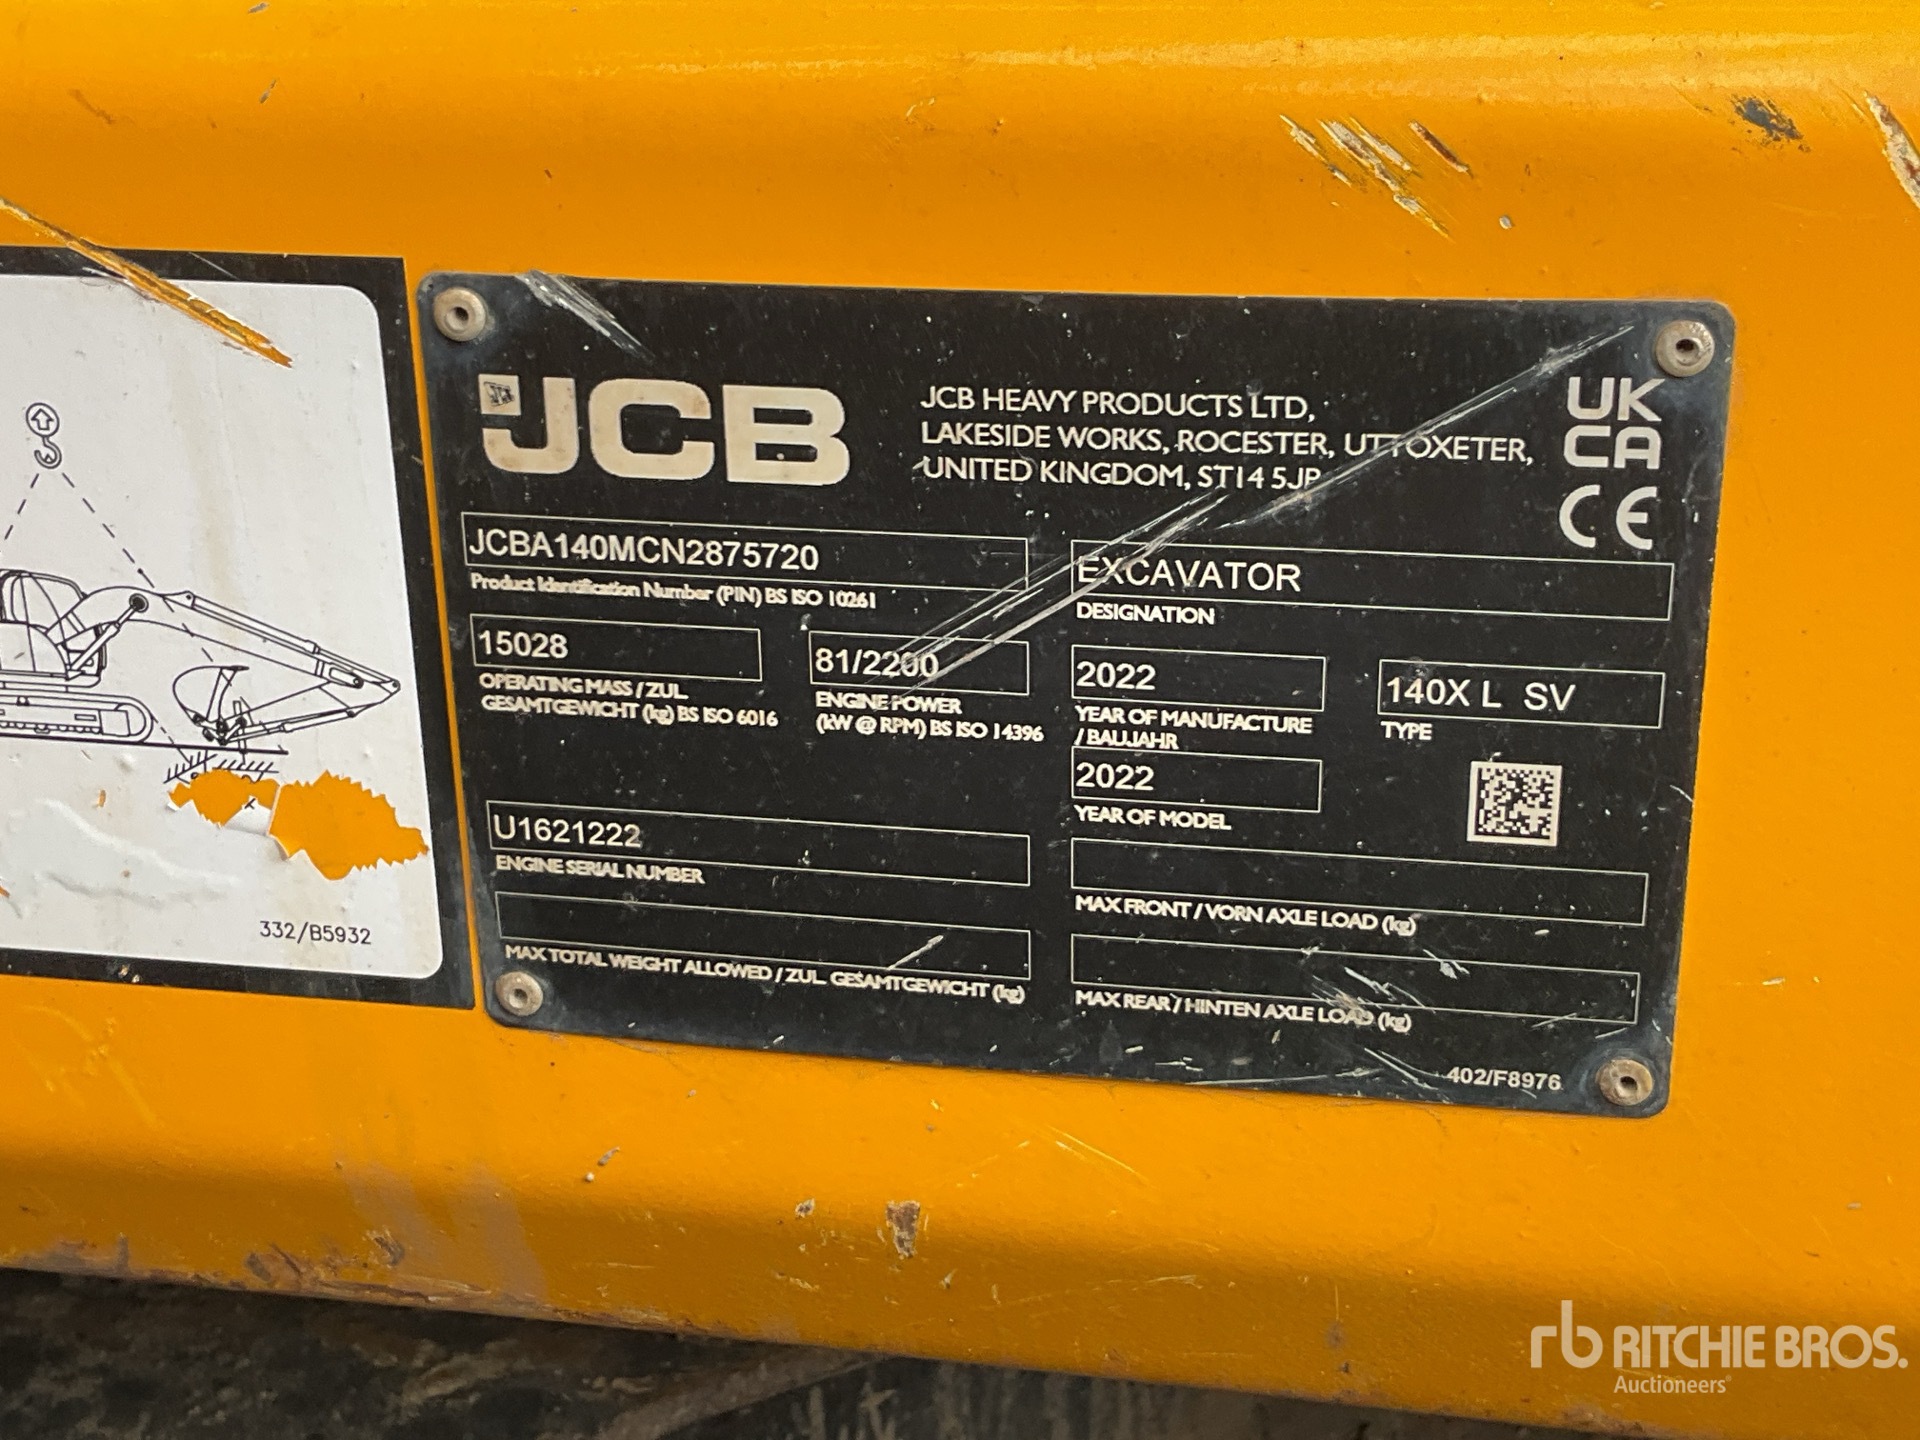 JCB
JCB HEAVY PRODUCTS LTD,
LAKESIDE WORKS, ROCESTER, UTTOXETER,
UNITED KINGDOM, ST14 5JP
UK
CA
CE
JCBA140MCN2875720
Product Identification Number (PIN) BS ISO 10261
EXCAVATOR
DESIGNATION
15028
OPERATING MASS / ZUL
GESAMTGEWICHT (kg) BS ISO 6016
81/2200
ENGINE POWER
(kW @ RPM) BS ISO 14396
2022
YEAR OF MANUFACTURE
/ BAUJAHR
140X L SV
TYPE
2022
YEAR OF MODEL
U1621222
ENGINE SERIAL NUMBER
MAX FRONT / VORN AXLE LOAD (kg)
MAX TOTAL WEIGHT ALLOWED / ZUL GESAMTGEWICHT (kg)
MAX REAR / HINTEN AXLE LOAD (kg)
402/F8976
332/B5932
rb RITCHIE BROS.
Auctioneers